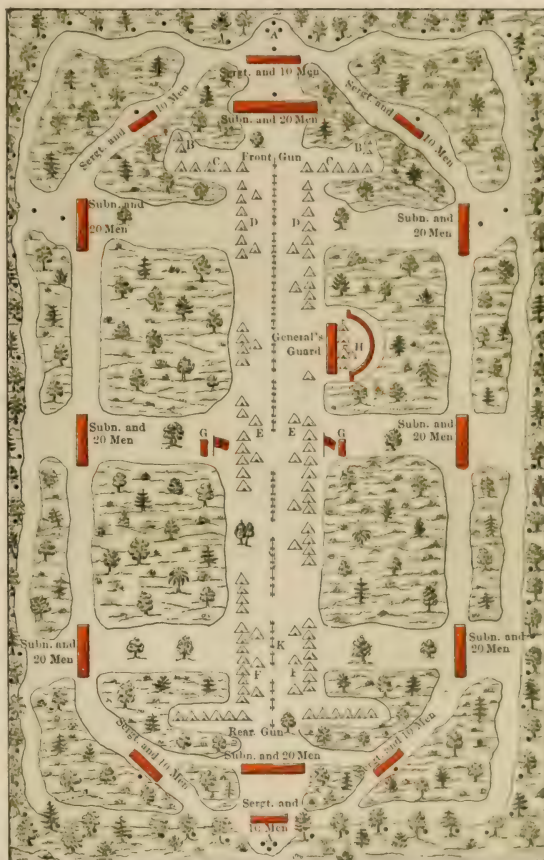 A
Sergt. and 10 Men
Sergt. and 10 Men
Sergt. and 10 Men
Subn. and 20 Men
B
B
Front Gun
C
C
D
D
Subn. and
20 Men
Subn. and
20 Men
General's
Guard
H
Subn. and
20 Men
Subn. and
20 Men
G
E
E
G
Subn. and
20 Men
Subn. and
20 Men
K
F
F
Rear Gun
Sergt. and 10 Men
Subn. and 20 Men
Sergt. and 10 Men
Sergt. and
10 Men